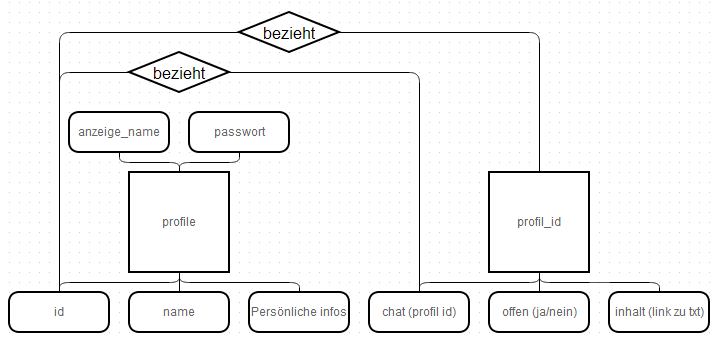 bezieht
bezieht
anzeige_name
passwort
profile
profil_id
id
name
Persönliche infos
chat (profil id)
offen (ja/nein)
inhalt (link zu txt)